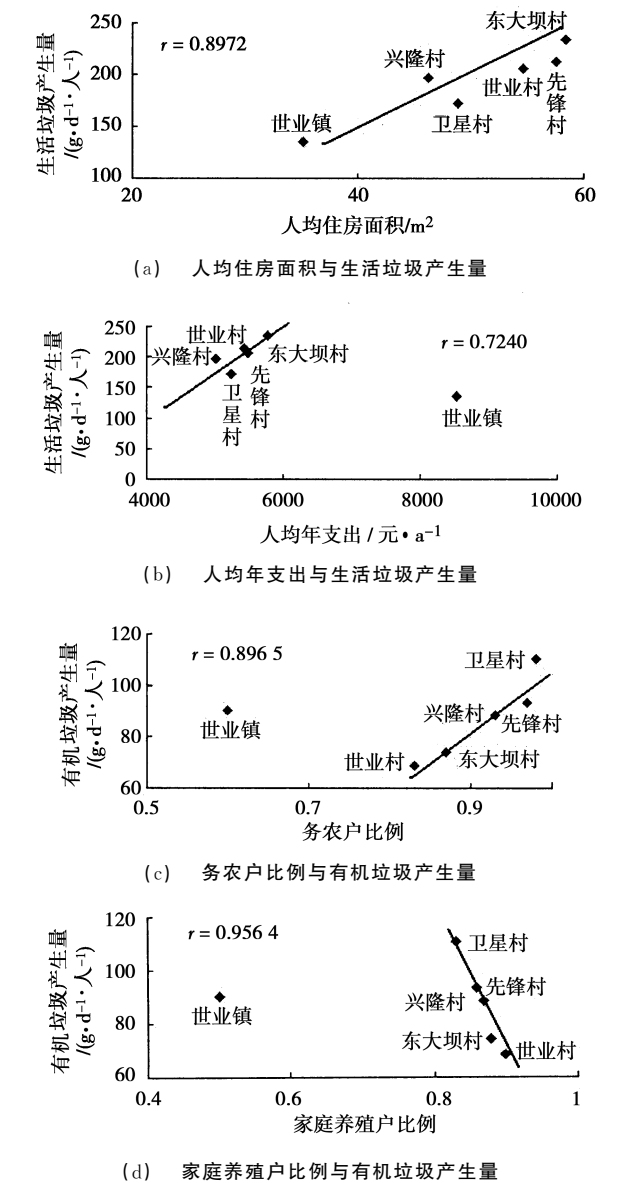 250
200
150
100
生活垃圾产生量
/(g•d⁻¹•人⁻¹)
r = 0.8972
东大坝村
兴隆村
世业村
先锋村
卫星村
世业镇
20
40
60
人均住房面积/m²
(a) 人均住房面积与生活垃圾产生量
250
200
150
100
50
0
生活垃圾产生量
/(g•d⁻¹•人⁻¹)
世业村
兴隆村
东大坝村
卫星村
先锋村
r = 0.7240
世业镇
4000
6000
8000
10000
人均年支出 / 元•a⁻¹
(b) 人均年支出与生活垃圾产生量
120
100
80
60
有机垃圾产生量
/(g•d⁻¹•人⁻¹)
r = 0.896 5
卫星村
兴隆村
先锋村
世业镇
世业村
东大坝村
0.5
0.7
0.9
务农户比例
(c) 务农户比例与有机垃圾产生量
120
100
80
60
有机垃圾产生量
/(g•d⁻¹•人⁻¹)
r = 0.956 4
卫星村
先锋村
兴隆村
世业镇
东大坝村
世业村
0.4
0.6
0.8
1
家庭养殖户比例
(d) 家庭养殖户比例与有机垃圾产生量